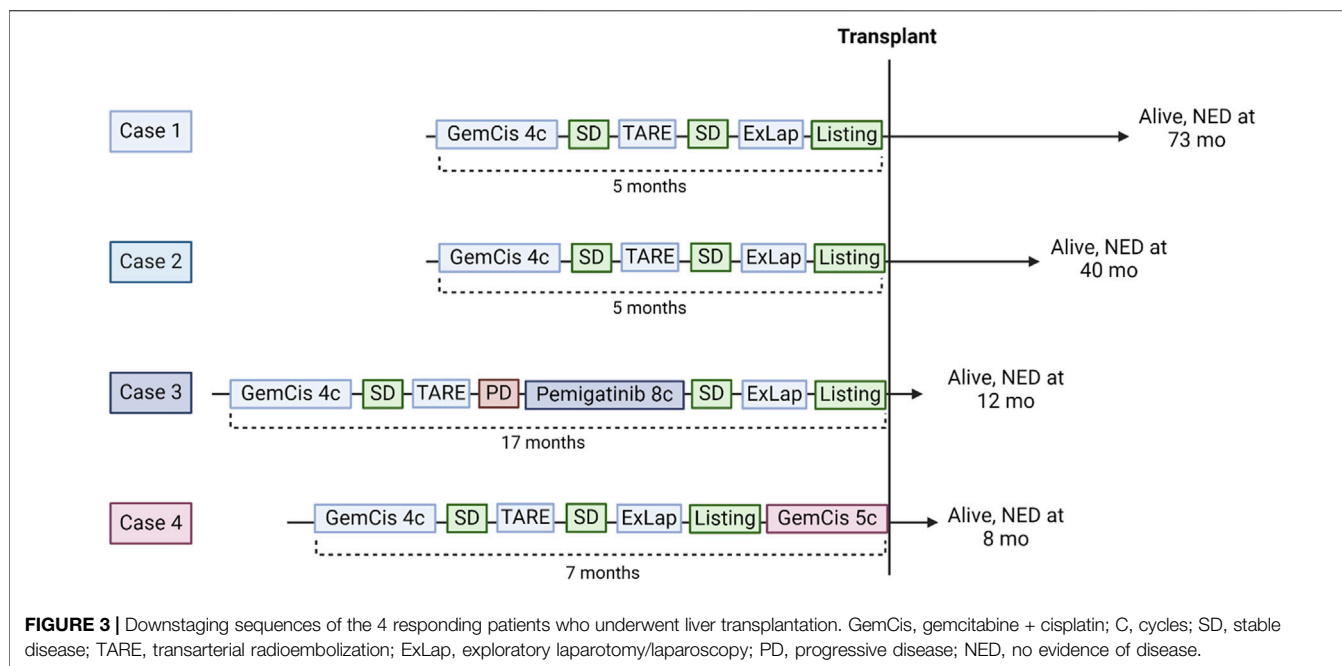 Transplant
Case 1
GemCis 4c
SD
TARE
SD
ExLap
Listing
Alive, NED at
73 mo
5 months
Case 2
GemCis 4c
SD
TARE
SD
ExLap
Listing
Alive, NED at
40 mo
5 months
Case 3
GemCis 4c
SD
TARE
PD
Pemigatinib 8c
SD
ExLap
Listing
Alive, NED at
12 mo
17 months
Case 4
GemCis 4c
SD
TARE
SD
ExLap
Listing
GemCis 5c
Alive, NED at
8 mo
7 months
FIGURE 3 | Downstaging sequences of the 4 responding patients who underwent liver transplantation. GemCis, gemcitabine + cisplatin; C, cycles; SD, stable
disease; TARE, transarterial radioembolization; ExLap, exploratory laparotomy/laparoscopy; PD, progressive disease; NED, no evidence of disease.